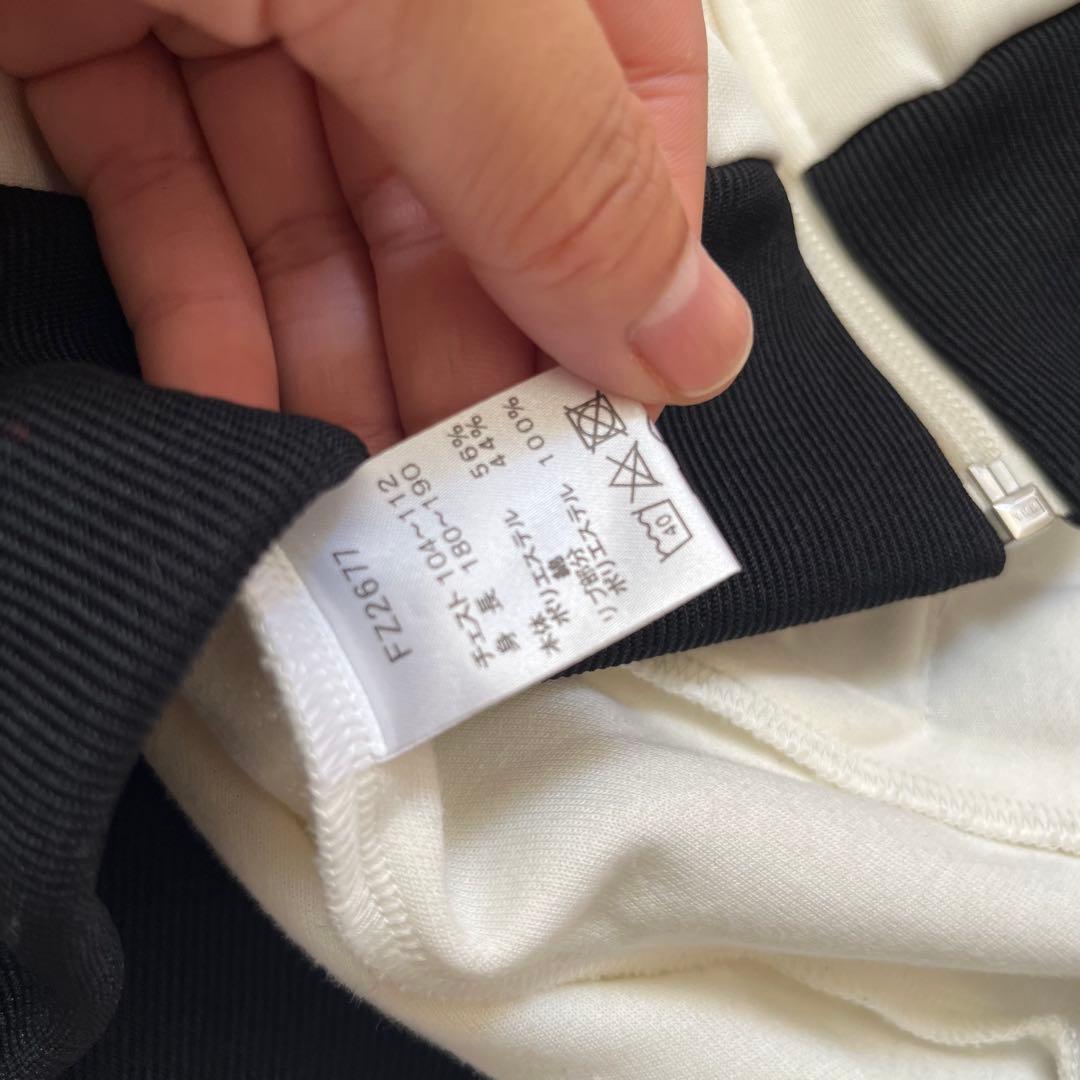 FZ2677
チェスト 104~112
身 長 180~190
本体 ポリエステル 56%
綿 44%
リブ部分
ポリエステル 100%
40